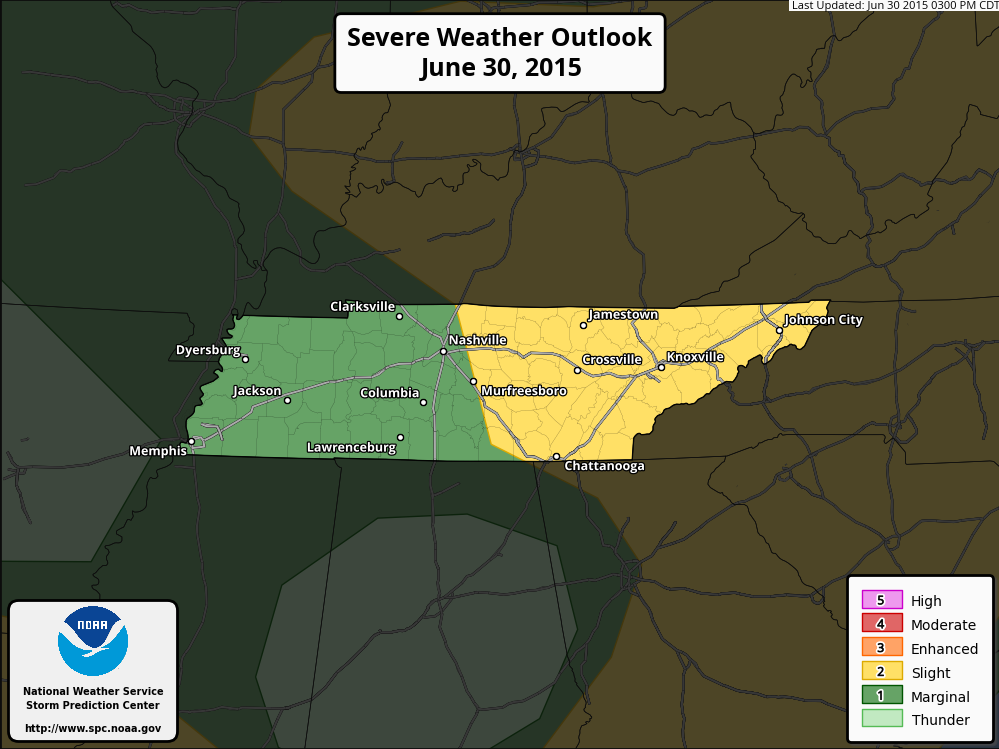 Last Updated: Jun 30 2015 0300 PM CDT
Severe Weather Outlook
June 30, 2015
Clarksville
Jamestown
Johnson City
Nashville
Dyersburg
Crossville
Knoxville
Jackson
Columbia
Murfreesboro
Memphis
Lawrenceburg
Chattanooga
5 High
4 Moderate
3 Enhanced
2 Slight
1 Marginal
Thunder
NOAA
National Weather Service
Storm Prediction Center
http://www.spc.noaa.gov